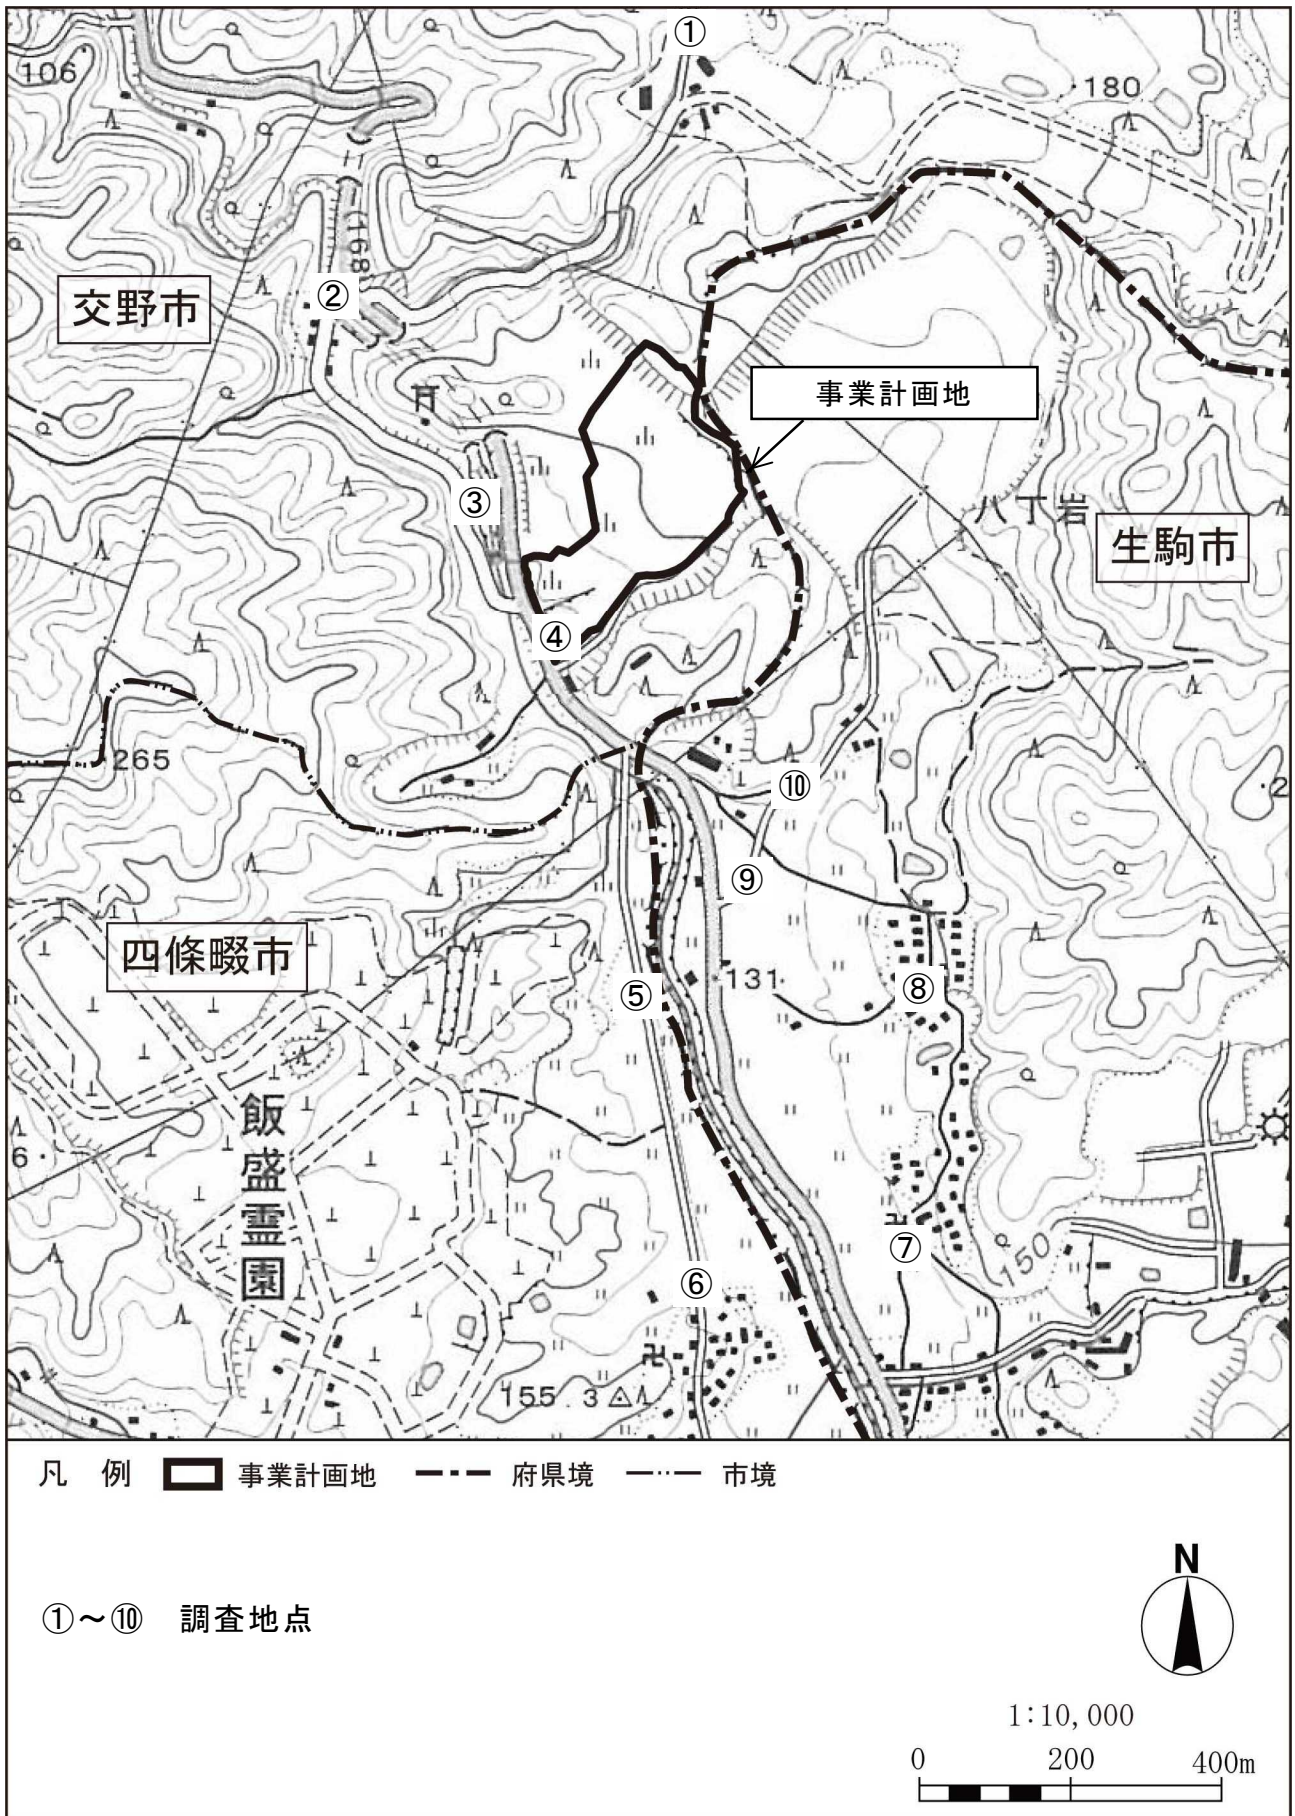 ①
106
180
(168)
②
交野市
事業計画地
③
八丁岩
生駒市
④
265
⑩
⑨
四條畷市
⑤
131
⑧
飯盛霊園
6
⑦
150
⑥
155.3
凡 例 事業計画地 府県境 市境
N
①～⑩ 調査地点
1:10,000
0 200 400m